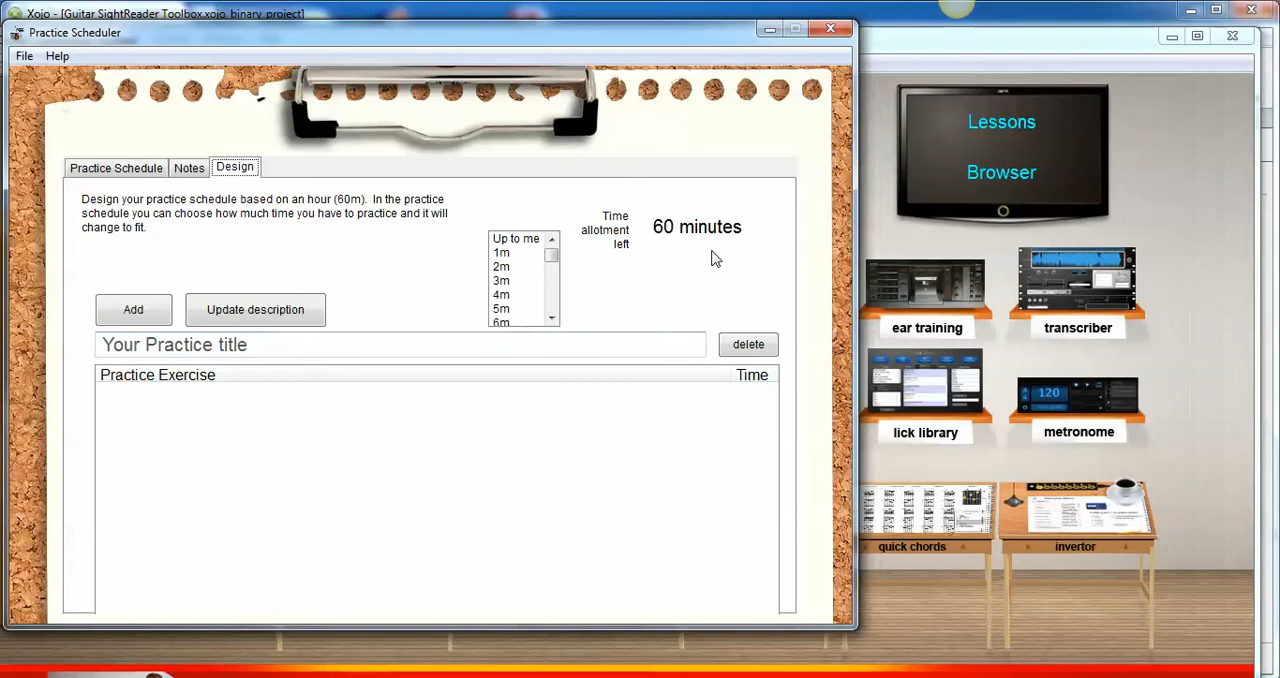 Xojo - [Guitar SightReader Toolbox.xojo_binary_project]
Practice Scheduler
File Help
Practice Schedule Notes Design
Design your practice schedule based on an hour (60m). In the practice
schedule you can choose how much time you have to practice and it will
change to fit.
Time
allotment
left
60 minutes
Up to me
1m
2m
3m
4m
5m
6m
Add Update description
Your Practice title delete
Practice Exercise Time
Lessons
Browser
ear training transcriber
120
lick library metronome
quick chords invertor